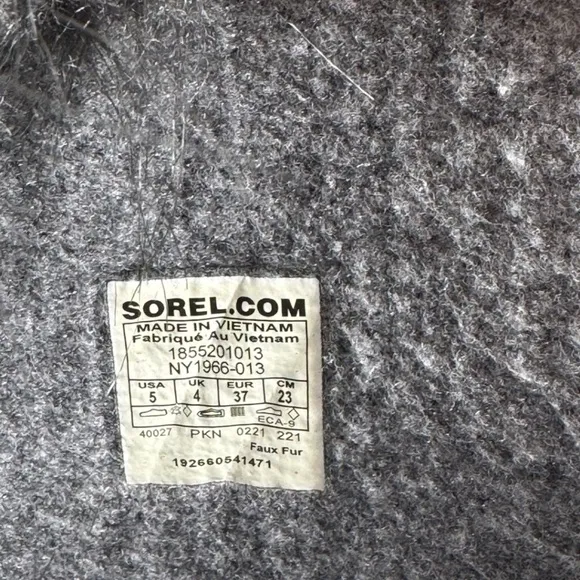 SOREL.COM
MADE IN VIETNAM
Fabriqué Au Vietnam
1855201013
NY1966-013
USA UK EUR CM
5 4 37 23
ECA-9
40027 PKN 0221 221
Faux Fur
192660541471